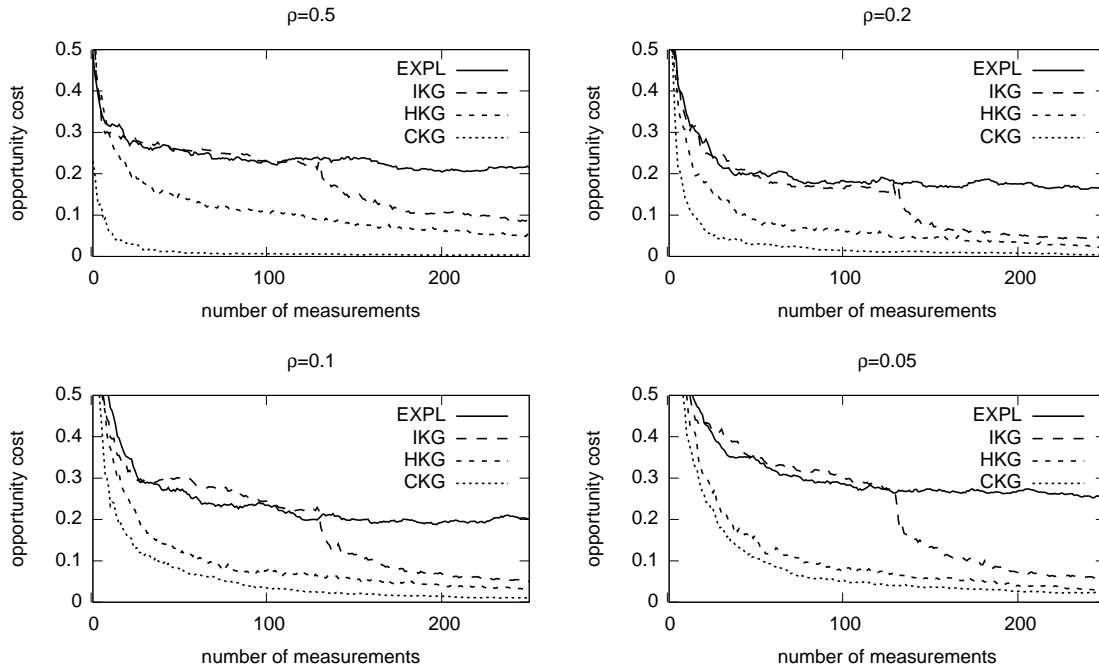 ρ=0.5
0.5
0.4
0.3
0.2
0.1
0
opportunity cost
EXPL
IKG
HKG
CKG
0 100 200
number of measurements
ρ=0.2
0.5
0.4
0.3
0.2
0.1
0
opportunity cost
EXPL
IKG
HKG
CKG
0 100 200
number of measurements
ρ=0.1
0.5
0.4
0.3
0.2
0.1
0
opportunity cost
EXPL
IKG
HKG
CKG
0 100 200
number of measurements
ρ=0.05
0.5
0.4
0.3
0.2
0.1
0
opportunity cost
EXPL
IKG
HKG
CKG
0 100 200
number of measurements